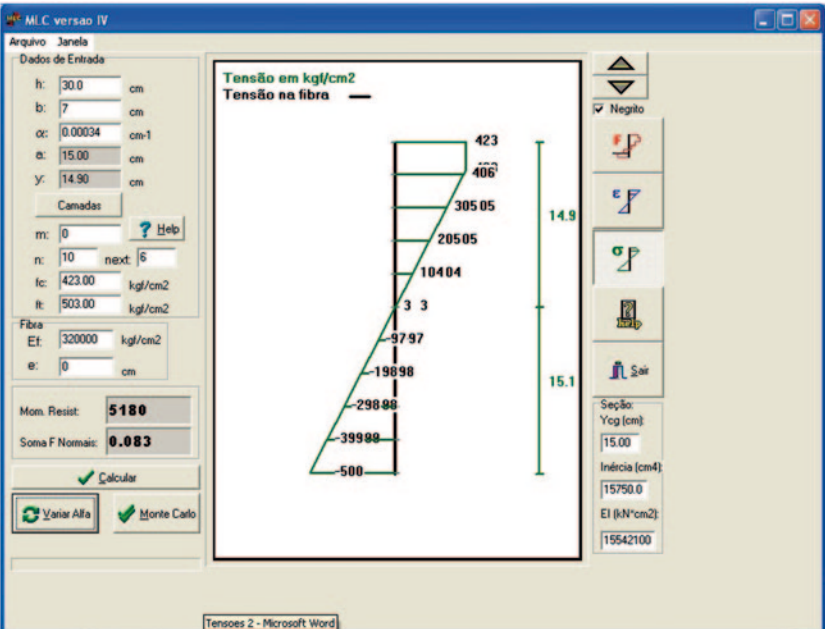 MLC versao IV
Arquivo Janela
Dados de Entrada
h: 30.0 cm
b: 7 cm
α: 0.00034 cm-1
a: 15.00 cm
y: 14.90 cm
Camadas
m: 0 ? Help
n: 10 next: 6
fc: 423.00 kgf/cm2
ft: 503.00 kgf/cm2
Fibra
Ef: 320000 kgf/cm2
e: 0 cm
Mom. Resist: 5180
Soma F Normais: 0.083
Calcular
Variar Alfa Monte Carlo
Tensão em kgf/cm2
Tensão na fibra
423
406
30505
20505
10404
3 3
-9797
-19898
-29898
-39998
-500
14.9
15.1
Negrito
F
ε
σ
?
Help
Sair
Seção:
Ycg (cm):
15.00
Inércia (cm4):
15750.0
EI (kN*cm2):
15542100
Tensoes 2 - Microsoft Word